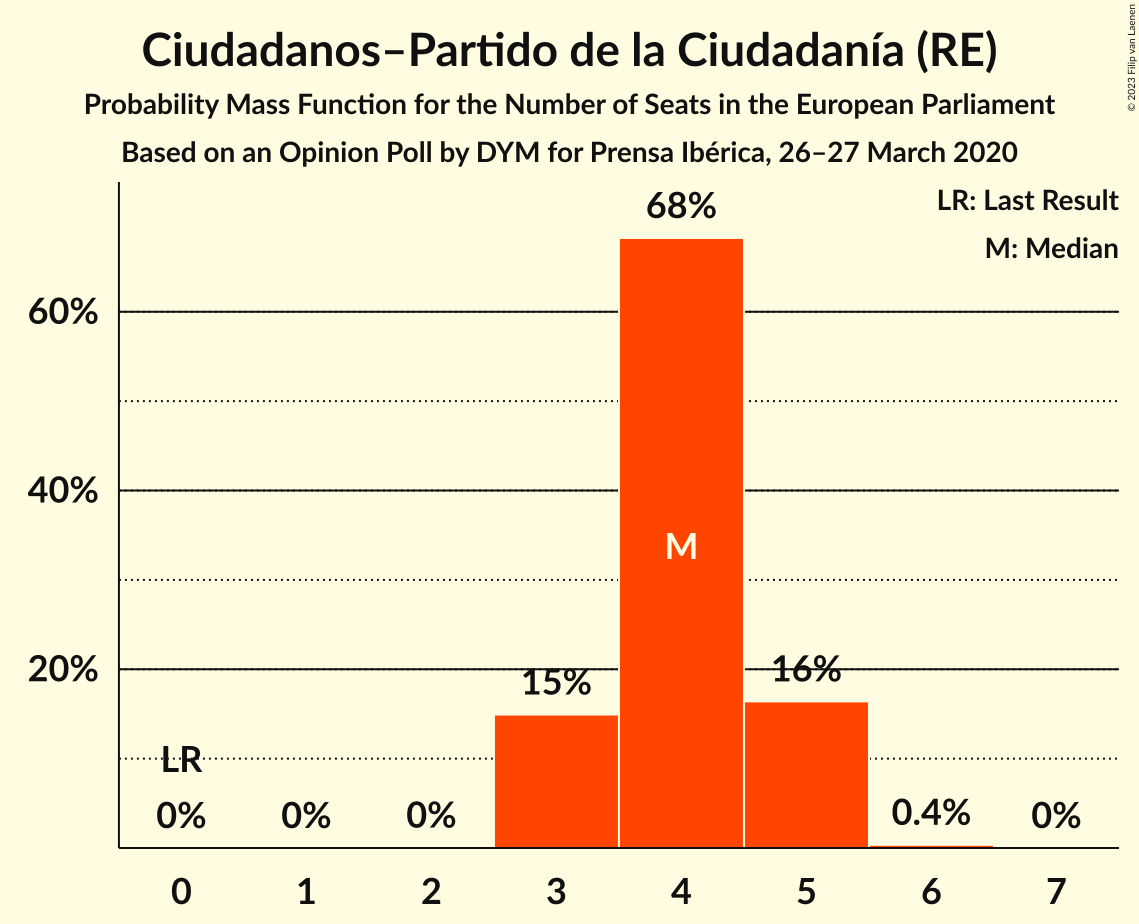 Ciudadanos–Partido de la Ciudadanía (RE)
Probability Mass Function for the Number of Seats in the European Parliament
Based on an Opinion Poll by DYM for Prensa Ibérica, 26–27 March 2020
© 2023 Filip van Laenen
LR: Last Result
M: Median
68%
60%
40%
M
20%
15%
16%
LR
0%
0%
0%
0.4%
0%
0 1 2 3 4 5 6 7